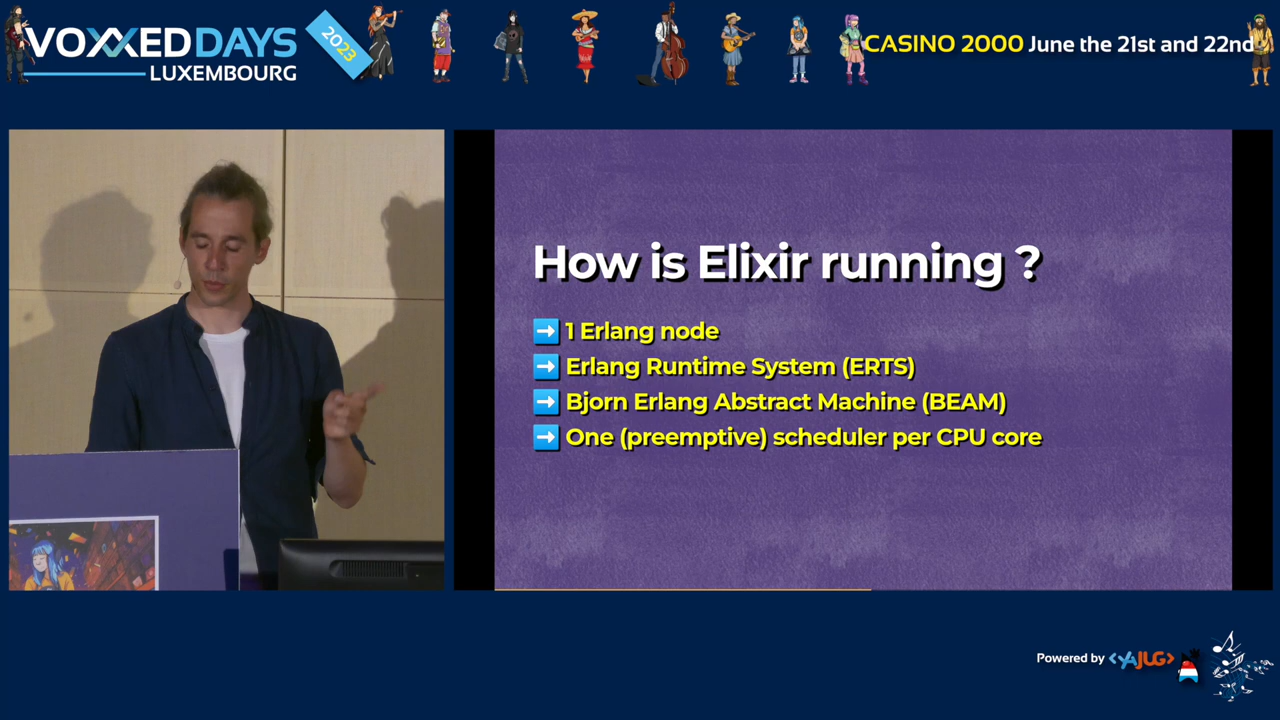 VOXXED DAYS
LUXEMBOURG
2023
CASINO 2000 June the 21st and 22nd
How is Elixir running ?
➡ 1 Erlang node
➡ Erlang Runtime System (ERTS)
➡ Bjorn Erlang Abstract Machine (BEAM)
➡ One (preemptive) scheduler per CPU core
Powered by <YAJUG>